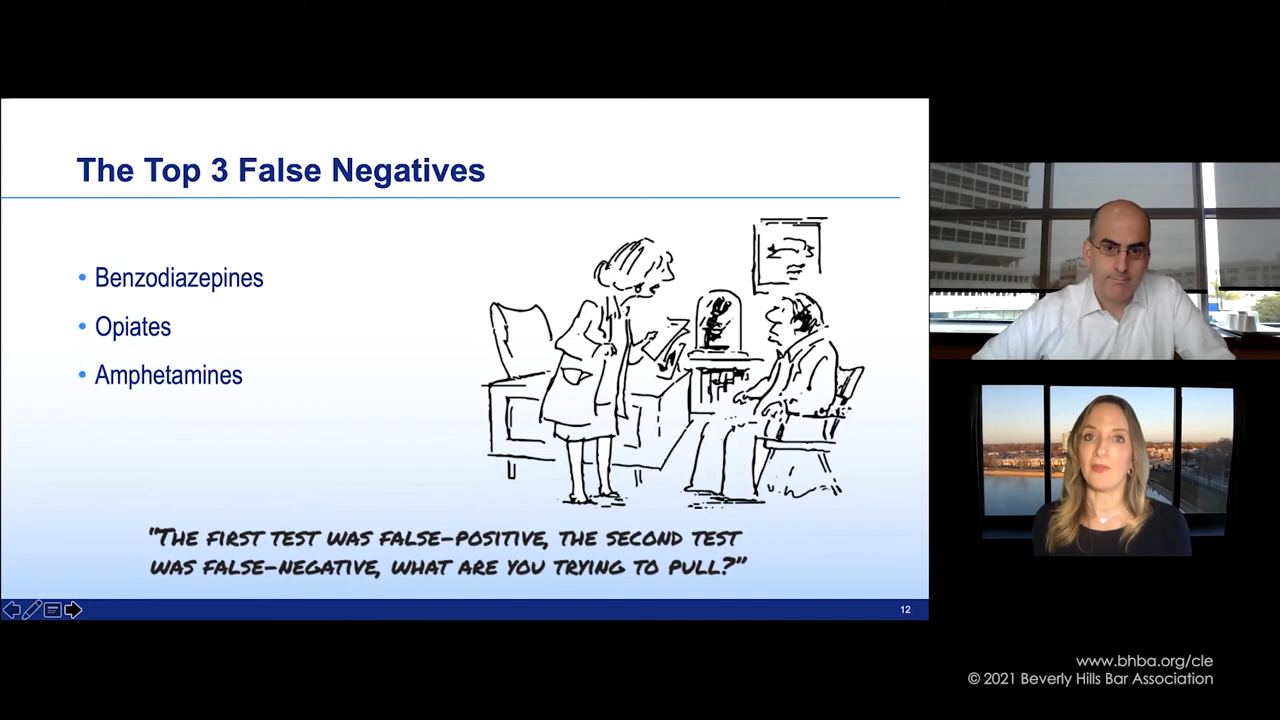 The Top 3 False Negatives
• Benzodiazepines
• Opiates
• Amphetamines
"THE FIRST TEST WAS FALSE-POSITIVE, THE SECOND TEST
WAS FALSE-NEGATIVE, WHAT ARE YOU TRYING TO PULL?"
12
www.bhba.org/cle
© 2021 Beverly Hills Bar Association